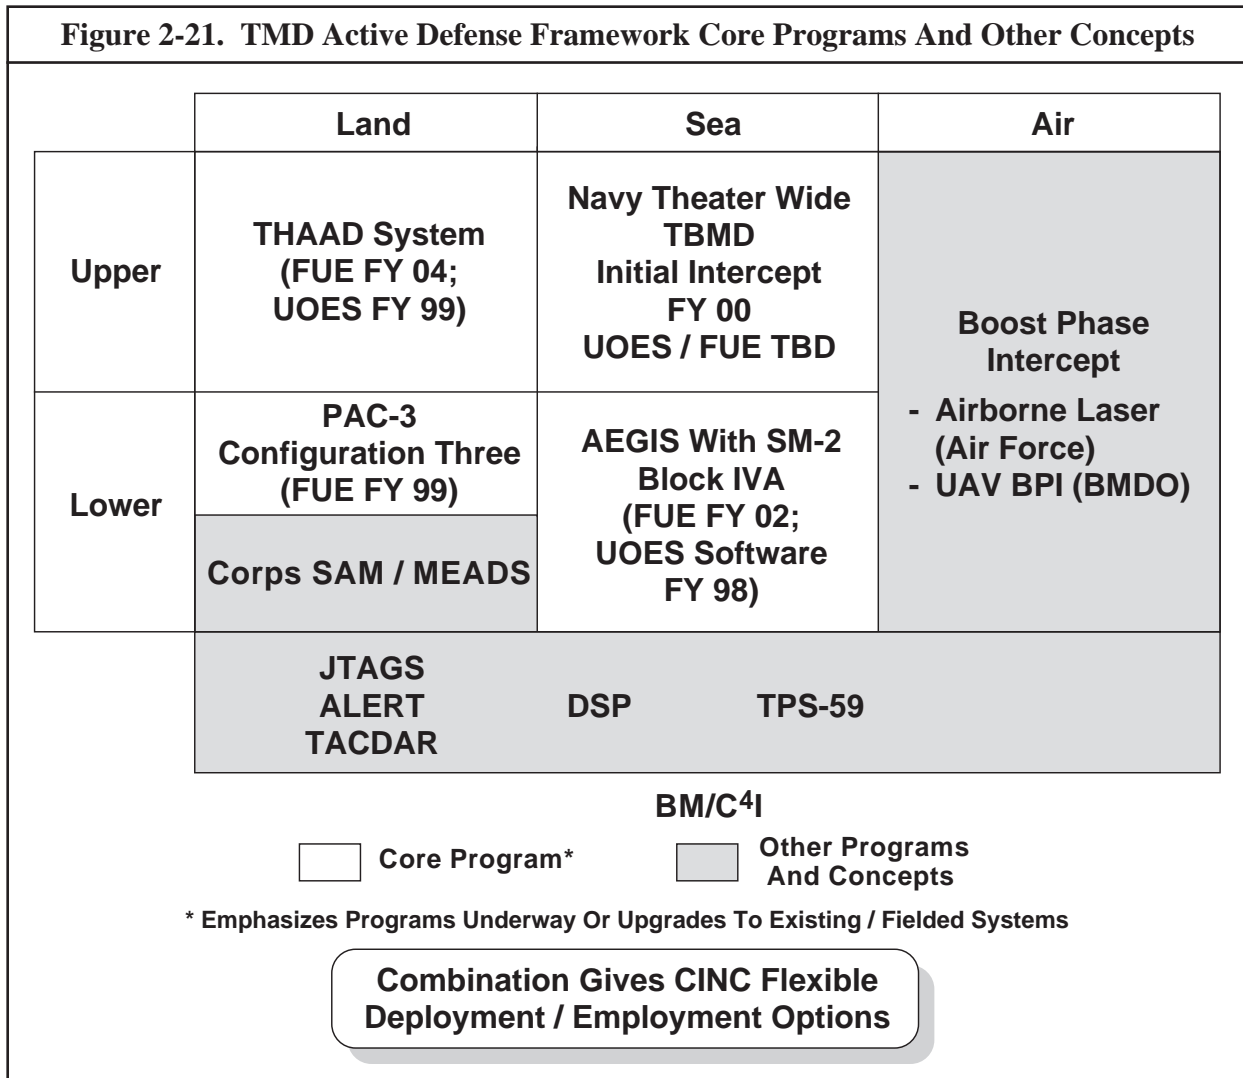 Figure 2-21. TMD Active Defense Framework Core Programs And Other Concepts
Land
Sea
Air
Upper
THAAD System
(FUE FY 04;
UOES FY 99)
Navy Theater Wide
TBMD
Initial Intercept
FY 00
UOES / FUE TBD
Boost Phase
Intercept
- Airborne Laser
(Air Force)
- UAV BPI (BMDO)
Lower
PAC-3
Configuration Three
(FUE FY 99)
Corps SAM / MEADS
AEGIS With SM-2
Block IVA
(FUE FY 02;
UOES Software
FY 98)
JTAGS
ALERT
TACDAR
DSP
TPS-59
BM/C4I
Core Program*
Other Programs
And Concepts
* Emphasizes Programs Underway Or Upgrades To Existing / Fielded Systems
Combination Gives CINC Flexible
Deployment / Employment Options